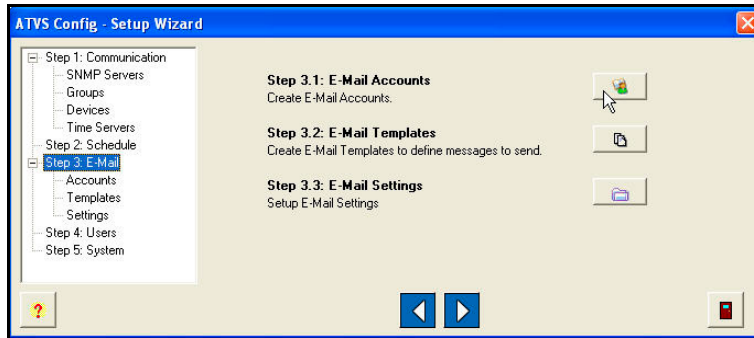 ATVS Config - Setup Wizard
Step 1: Communication
SNMP Servers
Groups
Devices
Time Servers
Step 2: Schedule
Step 3: E-Mail
Accounts
Templates
Settings
Step 4: Users
Step 5: System
Step 3.1: E-Mail Accounts
Create E-Mail Accounts.
Step 3.2: E-Mail Templates
Create E-Mail Templates to define messages to send.
Step 3.3: E-Mail Settings
Setup E-Mail Settings
?